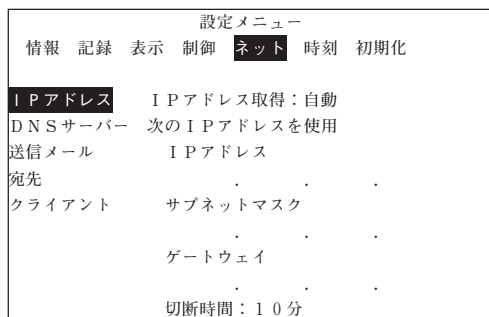 設定メニュー
情報 記録 表示 制御 ネット 時刻 初期化
ＩＰアドレス ＩＰアドレス取得：自動
ＤＮＳサーバー 次のＩＰアドレスを使用
送信メール ＩＰアドレス
宛先 . . .
クライアント サブネットマスク
. . .
ゲートウェイ
. . .
切断時間：１０分